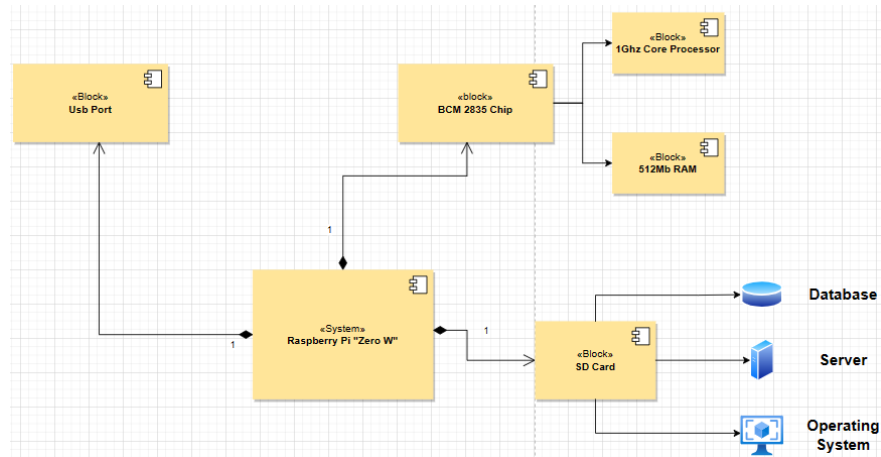 «Block»
1Ghz Core Processor
«Block»
Usb Port
«block»
BCM 2835 Chip
«Block»
512Mb RAM
1
«System»
Raspberry Pi "Zero W"
1
1
«Block»
SD Card
Database
Server
Operating
System